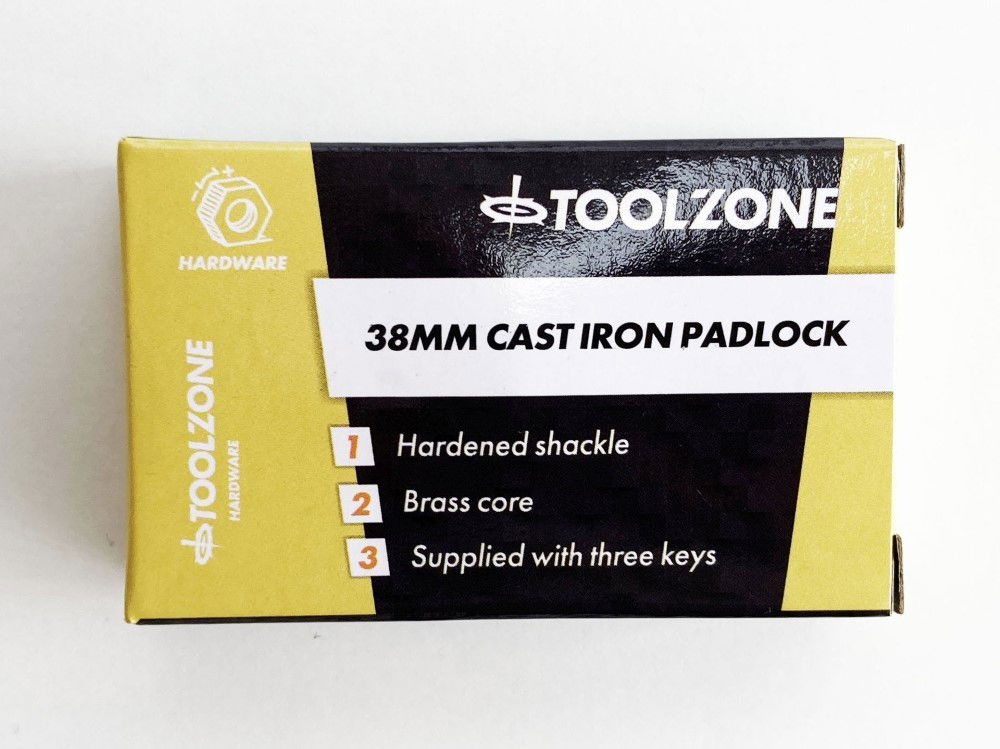 HARDWARE
TOOLZONE
HARDWARE
TOOLZONE
38MM CAST IRON PADLOCK
1 Hardened shackle
2 Brass core
3 Supplied with three keys